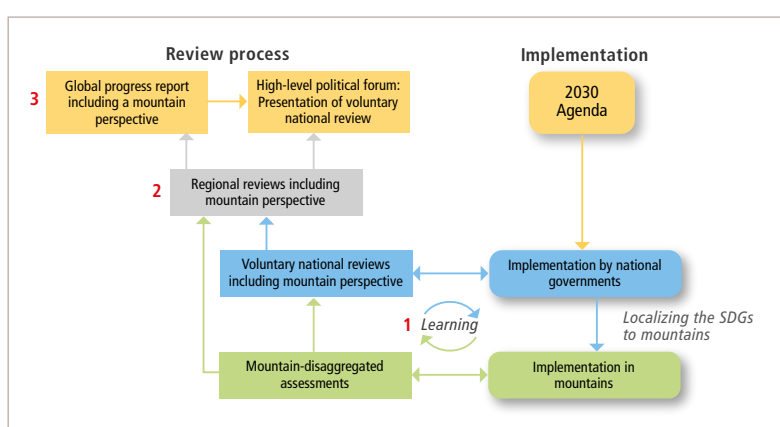 Review process
Implementation
3
Global progress report
including a mountain
perspective
High-level political forum:
Presentation of voluntary
national review
2030
Agenda
2
Regional reviews including
mountain perspective
Voluntary national reviews
including mountain perspective
Implementation by national
governments
1 Learning
Localizing the SDGs
to mountains
Mountain-disaggregated
assessments
Implementation in
mountains